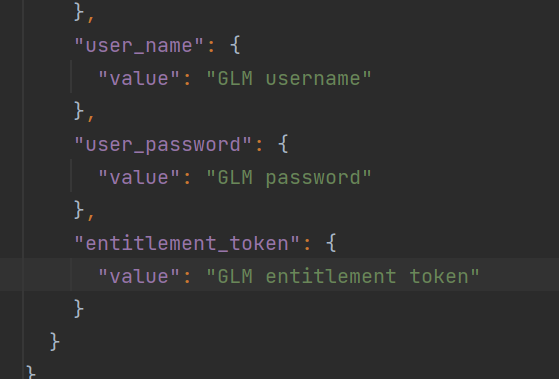 },
"user_name": {
"value": "GLM username"
},
"user_password": {
"value": "GLM password"
},
"entitlement_token": {
"value": "GLM entitlement token"
}
}
}